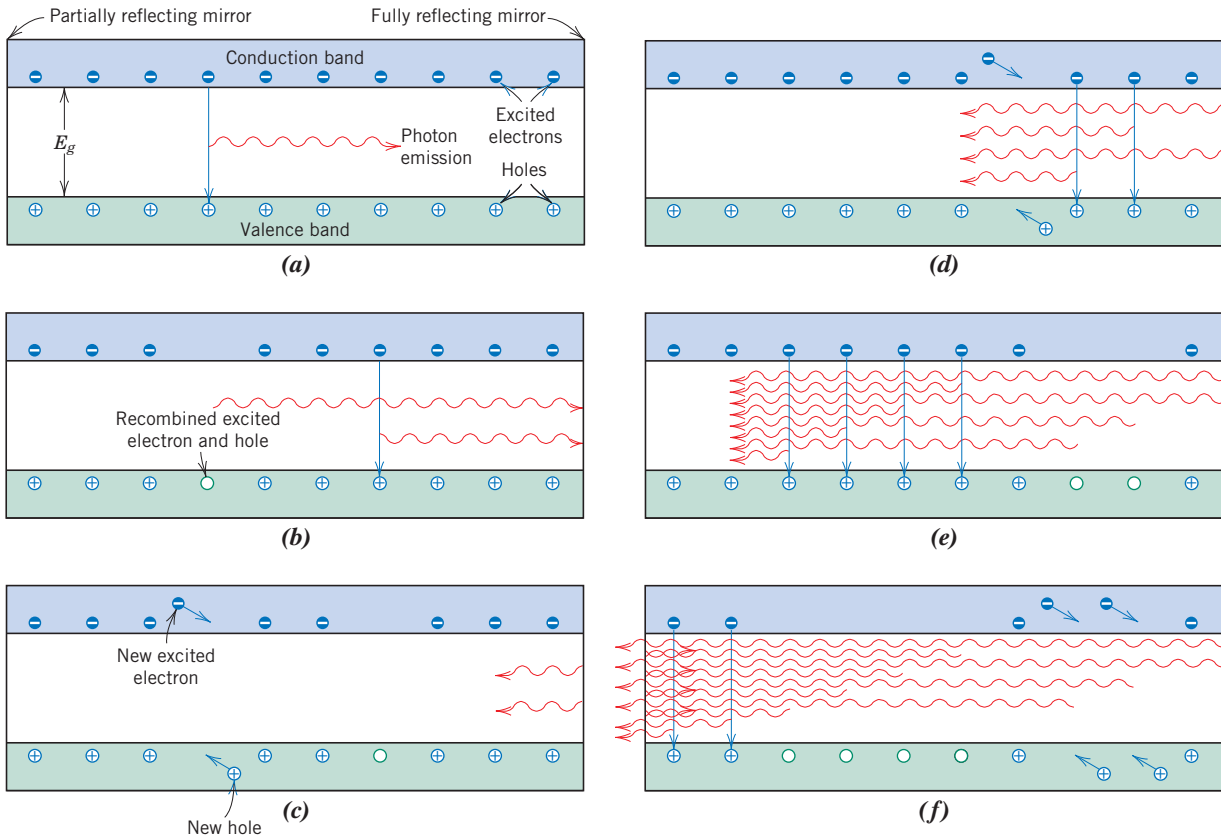 Partially reflecting mirror
Fully reflecting mirror
Conduction band
E_g
Photon
emission
Excited
electrons
Holes
Valence band
(a)
Recombined excited
electron and hole
(b)
New excited
electron
New hole
(c)
(d)
(e)
(f)